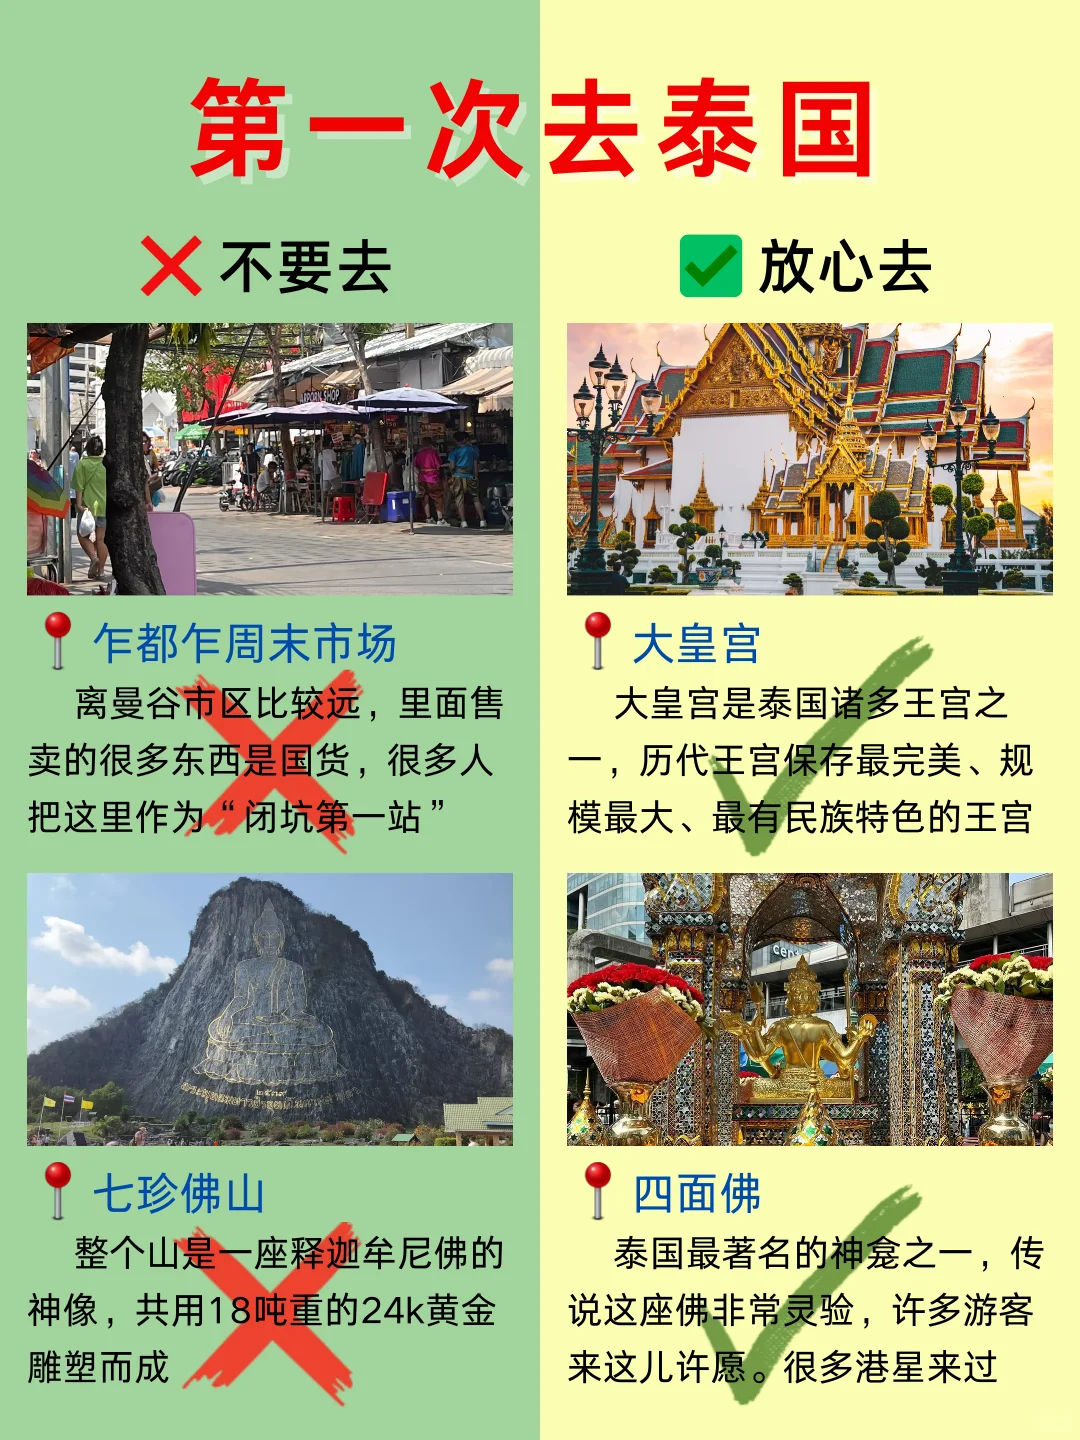 第一次去泰国
不要去
放心去
APORN SHOP
乍都乍周末市场
离曼谷市区比较远，里面售
卖的很多东西是国货，很多人
把这里作为“闭坑第一站”
大皇宫
大皇宫是泰国诸多王宫之
一，历代王宫保存最完美、规
模最大、最有民族特色的王宫
七珍佛山
整个山是一座释迦牟尼佛的
神像，共用18吨重的24k黄金
雕塑而成
Cen
四面佛
泰国最著名的神龛之一，传
说这座佛非常灵验，许多游客
来这儿许愿。很多港星来过